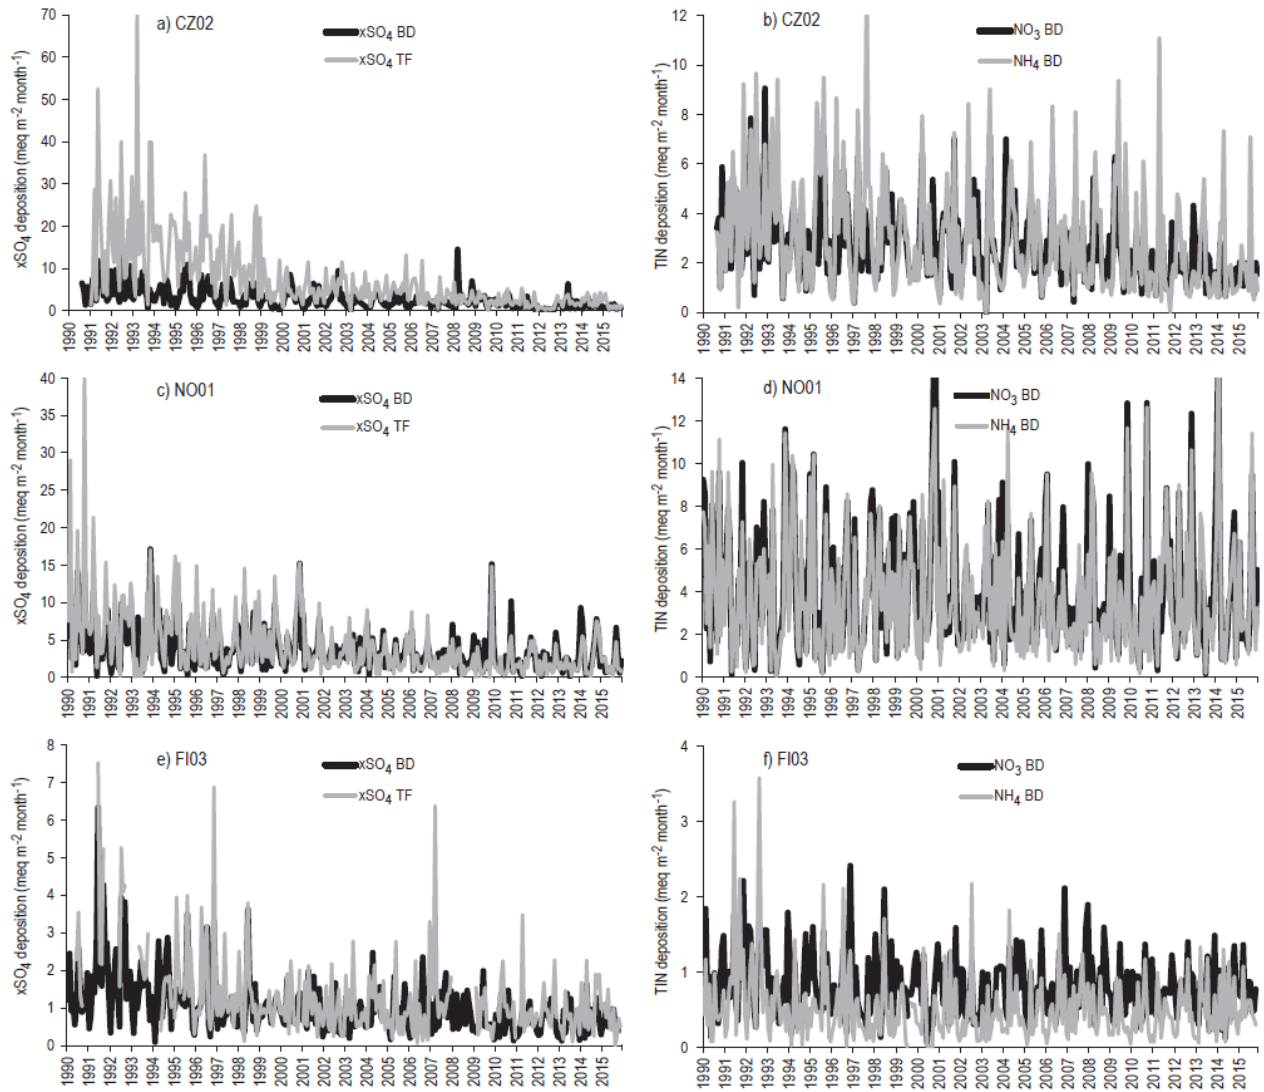 a) CZ02
xSO4 BD
xSO4 TF
xSO4 deposition (meq m-2 month-1)
70
60
50
40
30
20
10
0
1990 1991 1992 1993 1994 1995 1996 1997 1998 1999 2000 2001 2002 2003 2004 2005 2006 2007 2008 2009 2010 2011 2012 2013 2014 2015
b) CZ02
NO3 BD
NH4 BD
TIN deposition (meq m-2 month-1)
12
10
8
6
4
2
0
1990 1991 1992 1993 1994 1995 1996 1997 1998 1999 2000 2001 2002 2003 2004 2005 2006 2007 2008 2009 2010 2011 2012 2013 2014 2015
c) NO01
xSO4 BD
xSO4 TF
xSO4 deposition (meq m-2 month-1)
40
35
30
25
20
15
10
5
0
1990 1991 1992 1993 1994 1995 1996 1997 1998 1999 2000 2001 2002 2003 2004 2005 2006 2007 2008 2009 2010 2011 2012 2013 2014 2015
d) NO01
NO3 BD
NH4 BD
TIN deposition (meq m-2 month-1)
14
12
10
8
6
4
2
0
1990 1991 1992 1993 1994 1995 1996 1997 1998 1999 2000 2001 2002 2003 2004 2005 2006 2007 2008 2009 2010 2011 2012 2013 2014 2015
e) FI03
xSO4 BD
xSO4 TF
xSO4 deposition (meq m-2 month-1)
8
7
6
5
4
3
2
1
0
1990 1991 1992 1993 1994 1995 1996 1997 1998 1999 2000 2001 2002 2003 2004 2005 2006 2007 2008 2009 2010 2011 2012 2013 2014 2015
f) FI03
NO3 BD
NH4 BD
TIN deposition (meq m-2 month-1)
4
3
2
1
0
1990 1991 1992 1993 1994 1995 1996 1997 1998 1999 2000 2001 2002 2003 2004 2005 2006 2007 2008 2009 2010 2011 2012 2013 2014 2015